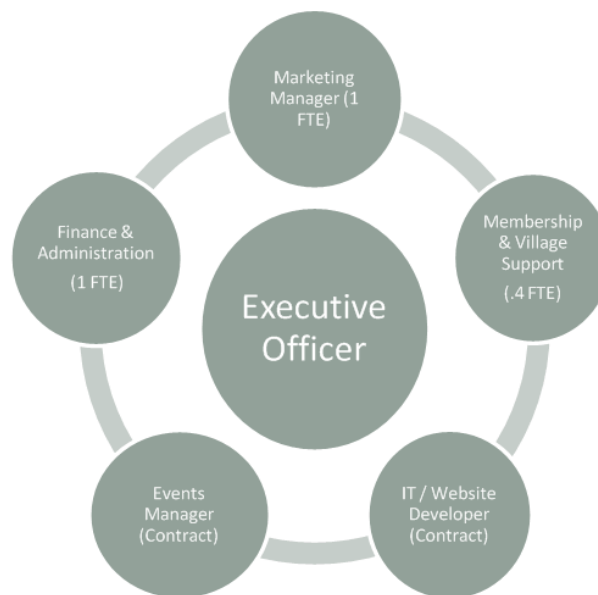 Marketing
Manager (1
FTE)
Finance &
Administration
(1 FTE)
Membership
& Village
Support
(.4 FTE)
Executive
Officer
Events
Manager
(Contract)
IT / Website
Developer
(Contract)